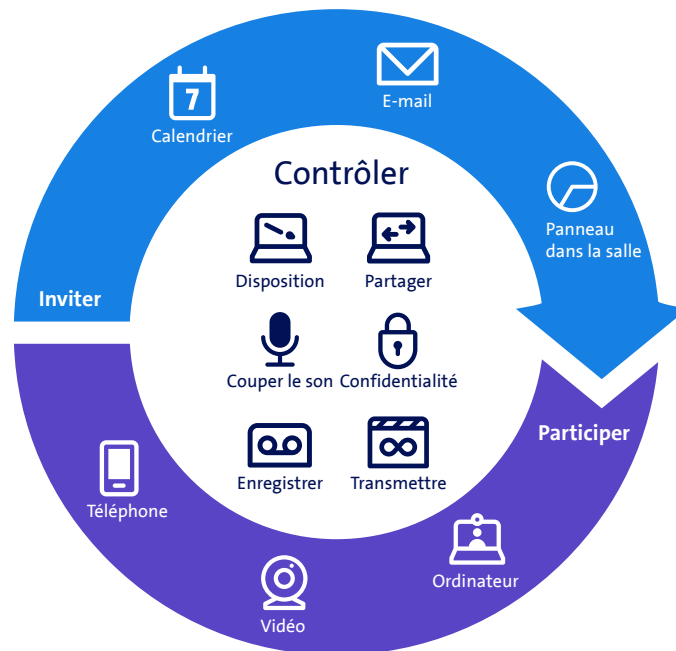 7
E-mail
Calendrier
Contrôler
Panneau
dans la salle
Disposition
Partager
Inviter
Couper le son
Confidentialité
Participer
Enregistrer
Transmettre
Téléphone
Ordinateur
Vidéo